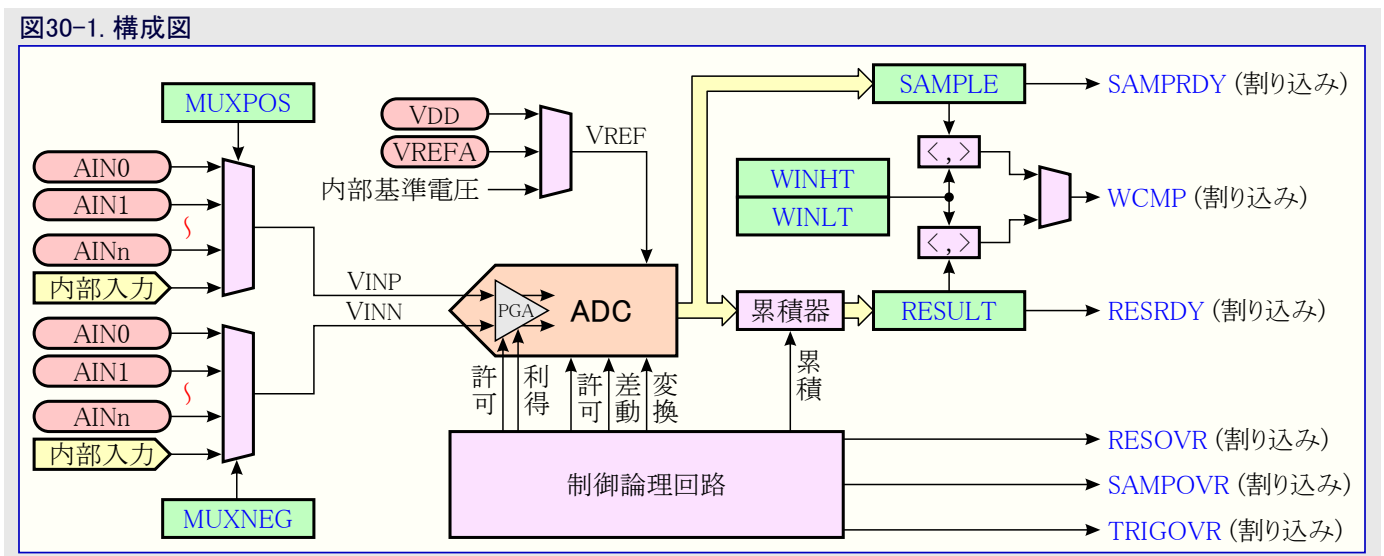 図30-1. 構成図
MUXPOS
AIN0
AIN1
AINn
内部入力
AIN0
AIN1
AINn
内部入力
MUXNEG
VDD
VREFA
内部基準電圧
VREF
VINP
VINN
PGA
ADC
許可
利得
許可
差動
変換
累積
制御論理回路
累積器
SAMPLE
SAMPRDY (割り込み)
<,>
WINHT
WINLT
WCMP (割り込み)
<,>
RESULT
RESRDY (割り込み)
RESOVR (割り込み)
SAMPOVR (割り込み)
TRIGOVR (割り込み)